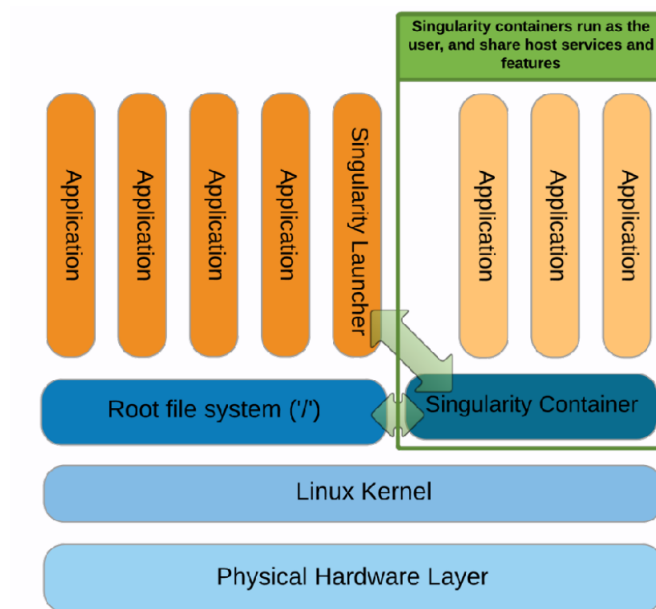 Singularity containers run as the
user, and share host services and
features
Application
Application
Application
Application
Singularity Launcher
Application
Application
Application
Root file system ('/')
Singularity Container
Linux Kernel
Physical Hardware Layer